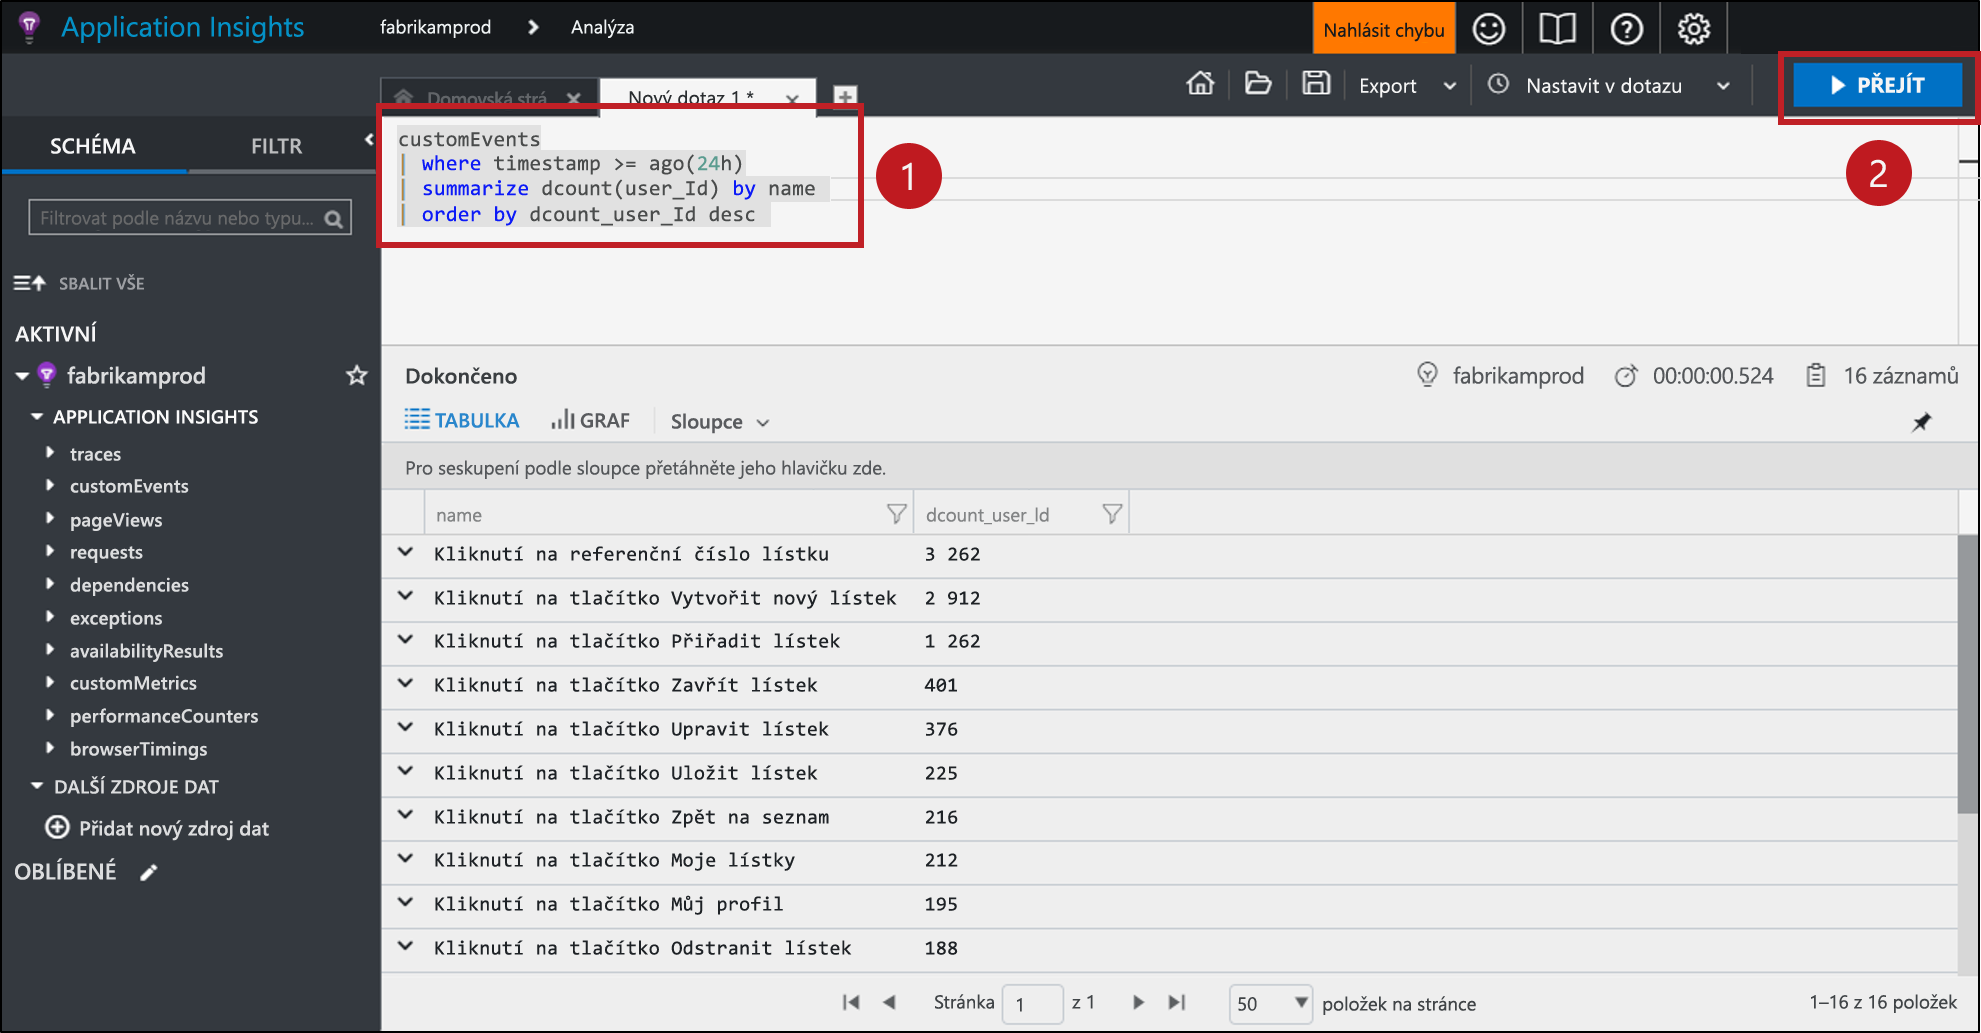 Application Insights
fabrikamprod
Analýza
Nahlásit chybu
Domovská strá
Nový dotaz 1 *
Export
Nastavit v dotazu
PŘEJÍT
SCHÉMA
FILTR
Filtrovat podle názvu nebo typu...
SBALIT VŠE
AKTIVNÍ
fabrikamprod
APPLICATION INSIGHTS
traces
customEvents
pageViews
requests
dependencies
exceptions
availabilityResults
customMetrics
performanceCounters
browserTimings
DALŠÍ ZDROJE DAT
Přidat nový zdroj dat
OBLÍBENÉ
customEvents
| where timestamp >= ago(24h)
| summarize dcount(user_Id) by name
| order by dcount_user_Id desc
1
2
Dokončeno
fabrikamprod
00:00:00.524
16 záznamů
TABULKA
GRAF
Sloupce
Pro seskupení podle sloupce přetáhněte jeho hlavičku zde.
name dcount_user_Id
Kliknutí na referenční číslo lístku 3 262
Kliknutí na tlačítko Vytvořit nový lístek 2 912
Kliknutí na tlačítko Přiřadit lístek 1 262
Kliknutí na tlačítko Zavřít lístek 401
Kliknutí na tlačítko Upravit lístek 376
Kliknutí na tlačítko Uložit lístek 225
Kliknutí na tlačítko Zpět na seznam 216
Kliknutí na tlačítko Moje lístky 212
Kliknutí na tlačítko Můj profil 195
Kliknutí na tlačítko Odstranit lístek 188
Stránka 1 z 1
50 položek na stránce
1–16 z 16 položek